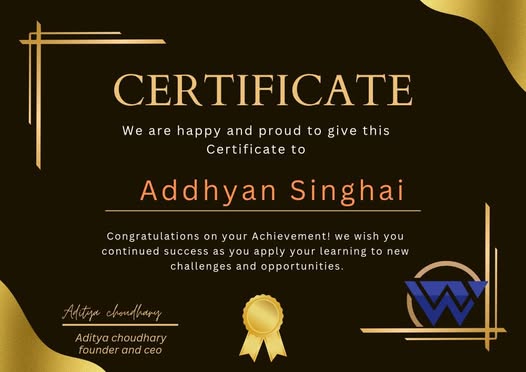 CERTIFICATE
We are happy and proud to give this
Certificate to
Addhyan Singhai
Congratulations on your Achievement! we wish you
continued success as you apply your learning to new
challenges and opportunities.
Aditya choudhary
Aditya choudhary
founder and ceo
W